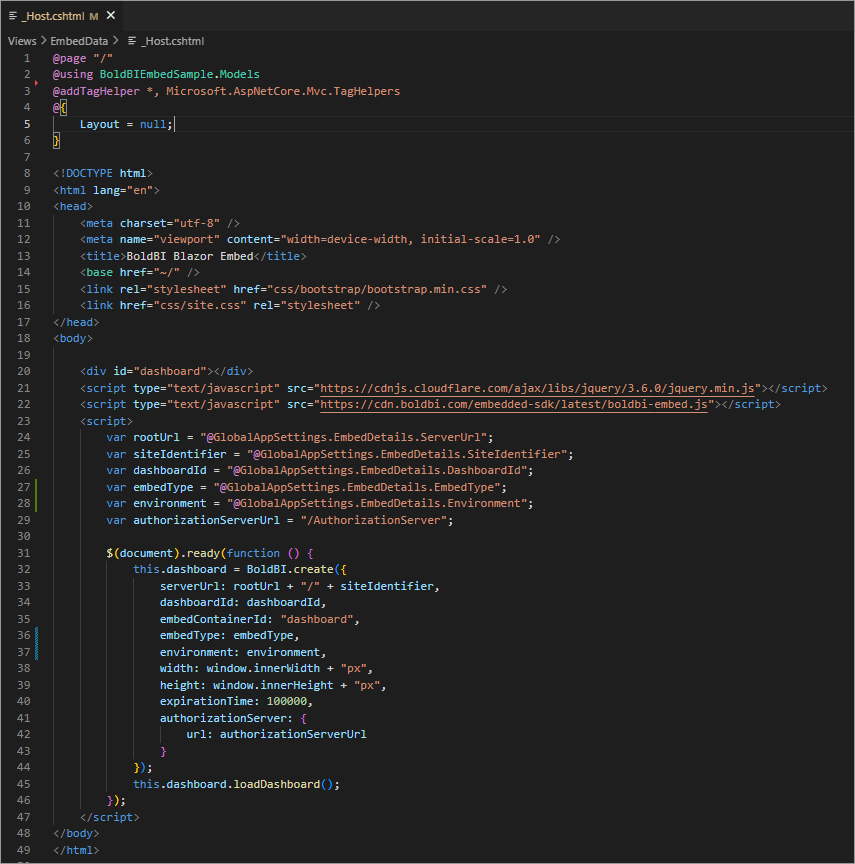 _Host.cshtml M ✕
Views > EmbedData > _Host.cshtml
1 @page "/"
2 @using BoldBIEmbedSample.Models
3 @addTagHelper *, Microsoft.AspNetCore.Mvc.TagHelpers
4 @{
5     Layout = null;
6 }
7
8 <!DOCTYPE html>
9 <html lang="en">
10 <head>
11     <meta charset="utf-8" />
12     <meta name="viewport" content="width=device-width, initial-scale=1.0" />
13     <title>BoldBI Blazor Embed</title>
14     <base href="~/" />
15     <link rel="stylesheet" href="css/bootstrap/bootstrap.min.css" />
16     <link href="css/site.css" rel="stylesheet" />
17 </head>
18 <body>
19
20     <div id="dashboard"></div>
21     <script type="text/javascript" src="https://cdnjs.cloudflare.com/ajax/libs/jquery/3.6.0/jquery.min.js"></script>
22     <script type="text/javascript" src="https://cdn.boldbi.com/embedded-sdk/latest/boldbi-embed.js"></script>
23     <script>
24         var rootUrl = "@GlobalAppSettings.EmbedDetails.ServerUrl";
25         var siteIdentifier = "@GlobalAppSettings.EmbedDetails.SiteIdentifier";
26         var dashboardId = "@GlobalAppSettings.EmbedDetails.DashboardId";
27         var embedType = "@GlobalAppSettings.EmbedDetails.EmbedType";
28         var environment = "@GlobalAppSettings.EmbedDetails.Environment";
29         var authorizationServerUrl = "/AuthorizationServer";
30
31         $(document).ready(function () {
32             this.dashboard = BoldBI.create({
33                 serverUrl: rootUrl + "/" + siteIdentifier,
34                 dashboardId: dashboardId,
35                 embedContainerId: "dashboard",
36                 embedType: embedType,
37                 environment: environment,
38                 width: window.innerWidth + "px",
39                 height: window.innerHeight + "px",
40                 expirationTime: 100000,
41                 authorizationServer: {
42                     url: authorizationServerUrl
43                 }
44             });
45             this.dashboard.loadDashboard();
46         });
47     </script>
48 </body>
49 </html>